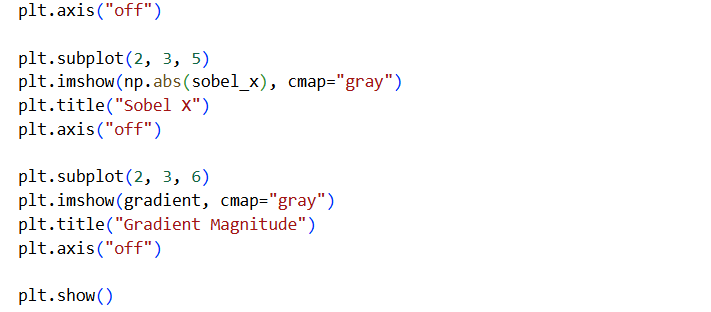 plt.axis("off")
plt.subplot(2, 3, 5)
plt.imshow(np.abs(sobel_x), cmap="gray")
plt.title("Sobel X")
plt.axis("off")
plt.subplot(2, 3, 6)
plt.imshow(gradient, cmap="gray")
plt.title("Gradient Magnitude")
plt.axis("off")
plt.show()